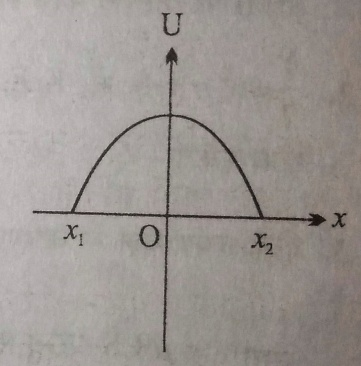 U
x
x₁ O x₂